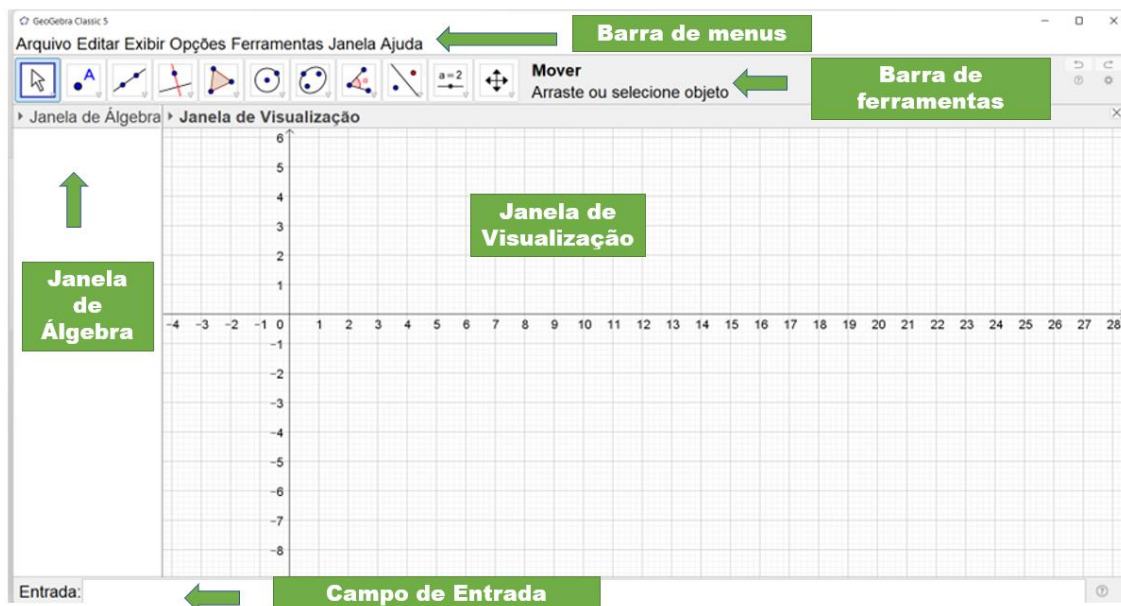 GeoGebra Classic 5
Arquivo Editar Exibir Opções Ferramentas Janela Ajuda
Barra de menus
A
a=2
Mover
Arraste ou selecione objeto
Barra de
ferramentas
Janela de Álgebra
Janela de Visualização
6
5
4
3
2
1
Janela de
Visualização
Janela
de
Álgebra
-4 -3 -2 -1 0 1 2 3 4 5 6 7 8 9 10 11 12 13 14 15 16 17 18 19 20 21 22 23 24 25 26 27 28
-1
-2
-3
-4
-5
-6
-7
-8
Entrada:
Campo de Entrada